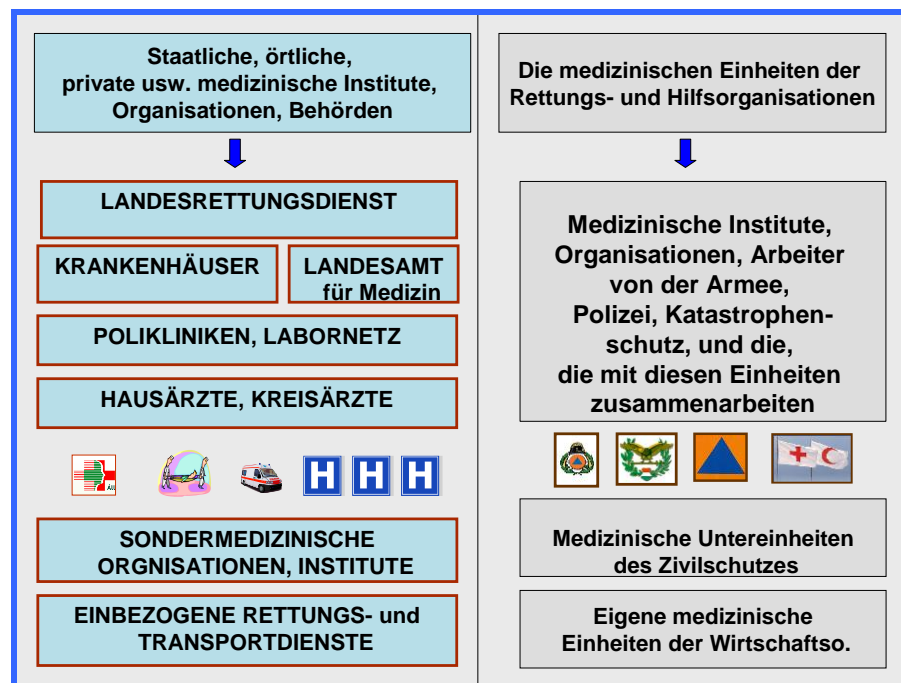 Staatliche, örtliche,
private usw. medizinische Institute,
Organisationen, Behörden
LANDESRETTUNGSDIENST
KRANKENHÄUSER
LANDESAMT
für Medizin
POLIKLINIKEN, LABORNETZ
HAUSÄRZTE, KREISÄRZTE
H H H
SONDERMEDIZINISCHE
ORGNISATIONEN, INSTITUTE
EINBEZOGENE RETTUNGS- und
TRANSPORTDIENSTE
Die medizinischen Einheiten der
Rettungs- und Hilfsorganisationen
Medizinische Institute,
Organisationen, Arbeiter
von der Armee,
Polizei, Katastrophen-
schutz, und die,
die mit diesen Einheiten
zusammenarbeiten
Medizinische Untereinheiten
des Zivilschutzes
Eigene medizinische
Einheiten der Wirtschaftso.